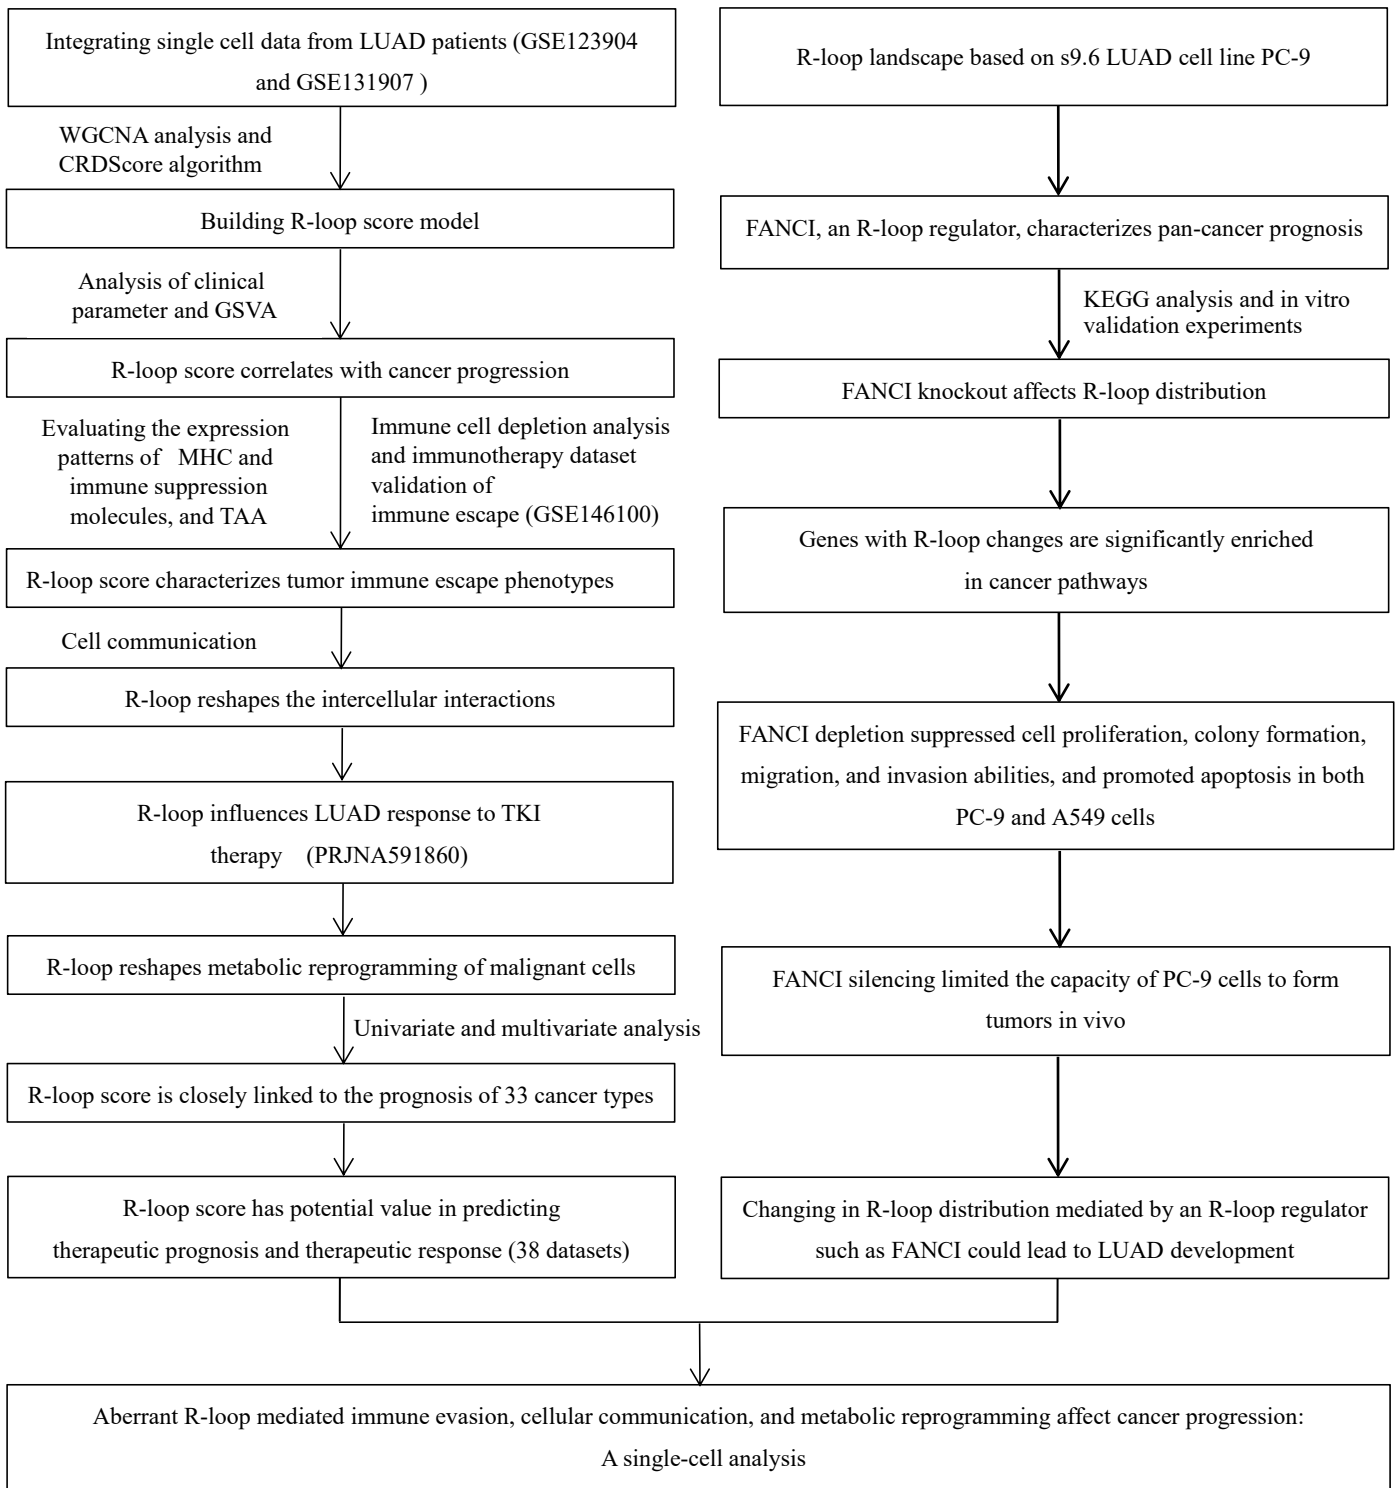 Integrating single cell data from LUAD patients (GSE123904
and GSE131907 )
WGCNA analysis and
CRDScore algorithm
Building R-loop score model
Analysis of clinical
parameter and GSVA
R-loop score correlates with cancer progression
Evaluating the expression
patterns of MHC and
immune suppression
molecules, and TAA
Immune cell depletion analysis
and immunotherapy dataset
validation of
immune escape (GSE146100)
R-loop score characterizes tumor immune escape phenotypes
Cell communication
R-loop reshapes the intercellular interactions
R-loop influences LUAD response to TKI
therapy (PRJNA591860)
R-loop reshapes metabolic reprogramming of malignant cells
Univariate and multivariate analysis
R-loop score is closely linked to the prognosis of 33 cancer types
R-loop score has potential value in predicting
therapeutic prognosis and therapeutic response (38 datasets)
R-loop landscape based on s9.6 LUAD cell line PC-9
FANCI, an R-loop regulator, characterizes pan-cancer prognosis
KEGG analysis and in vitro
validation experiments
FANCI knockout affects R-loop distribution
Genes with R-loop changes are significantly enriched
in cancer pathways
FANCI depletion suppressed cell proliferation, colony formation,
migration, and invasion abilities, and promoted apoptosis in both
PC-9 and A549 cells
FANCI silencing limited the capacity of PC-9 cells to form
tumors in vivo
Changing in R-loop distribution mediated by an R-loop regulator
such as FANCI could lead to LUAD development
Aberrant R-loop mediated immune evasion, cellular communication, and metabolic reprogramming affect cancer progression:
A single-cell analysis